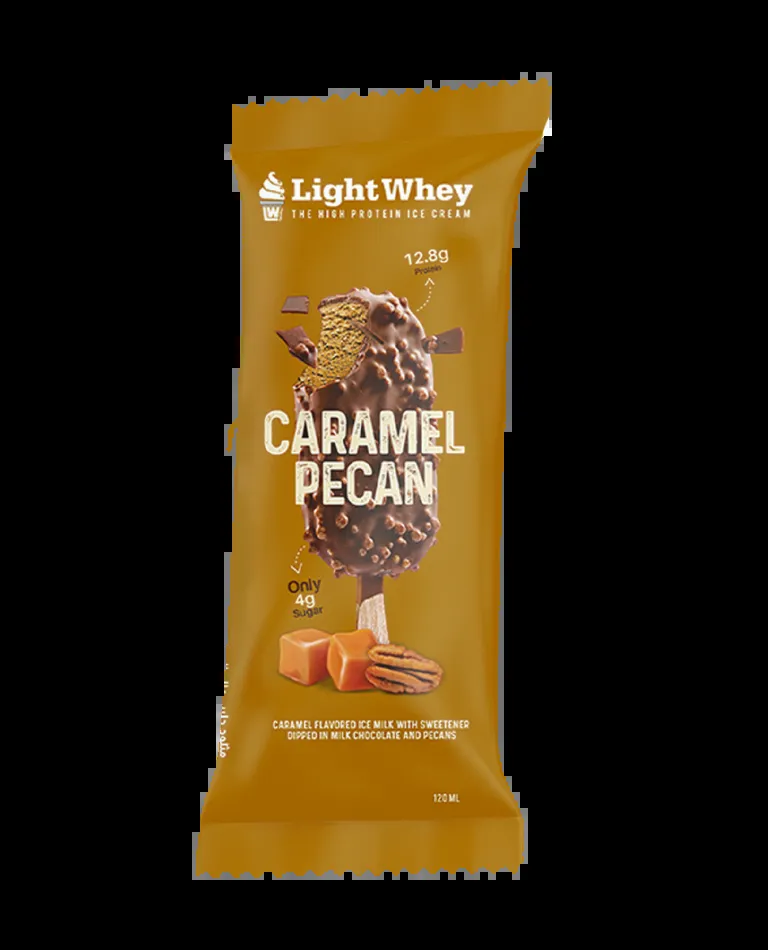 LightWhey
THE HIGH PROTEIN ICE CREAM
12.8g
Protein
CARAMEL
PECAN
Only
4g
Sugar
CARAMEL FLAVORED ICE MILK WITH SWEETENER
DIPPED IN MILK CHOCOLATE AND PECANS
120 ML